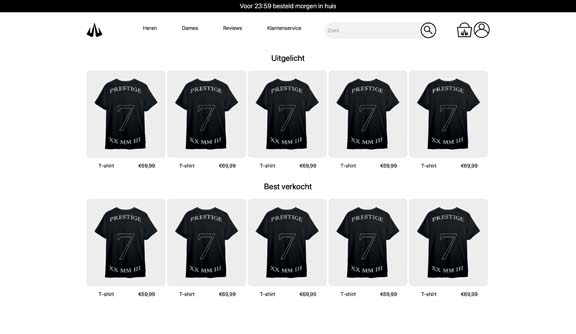 Voor 23:59 besteld morgen in huis
Heren Dames Reviews Klantenservice Zoek
Uitgelicht
PRESTIGE PRESTIGE PRESTIGE PRESTIGE PRESTIGE
7 7 7 7 7
XX MM III XX MM III XX MM III XX MM III XX MM III
T-shirt €69,99 T-shirt €69,99 T-shirt €69,99 T-shirt €69,99 T-shirt €69,99
Best verkocht
PRESTIGE PRESTIGE PRESTIGE PRESTIGE PRESTIGE
7 7 7 7 7
XX MM III XX MM III XX MM III XX MM III XX MM III
T-shirt €69,99 T-shirt €69,99 T-shirt €69,99 T-shirt €69,99 T-shirt €69,99